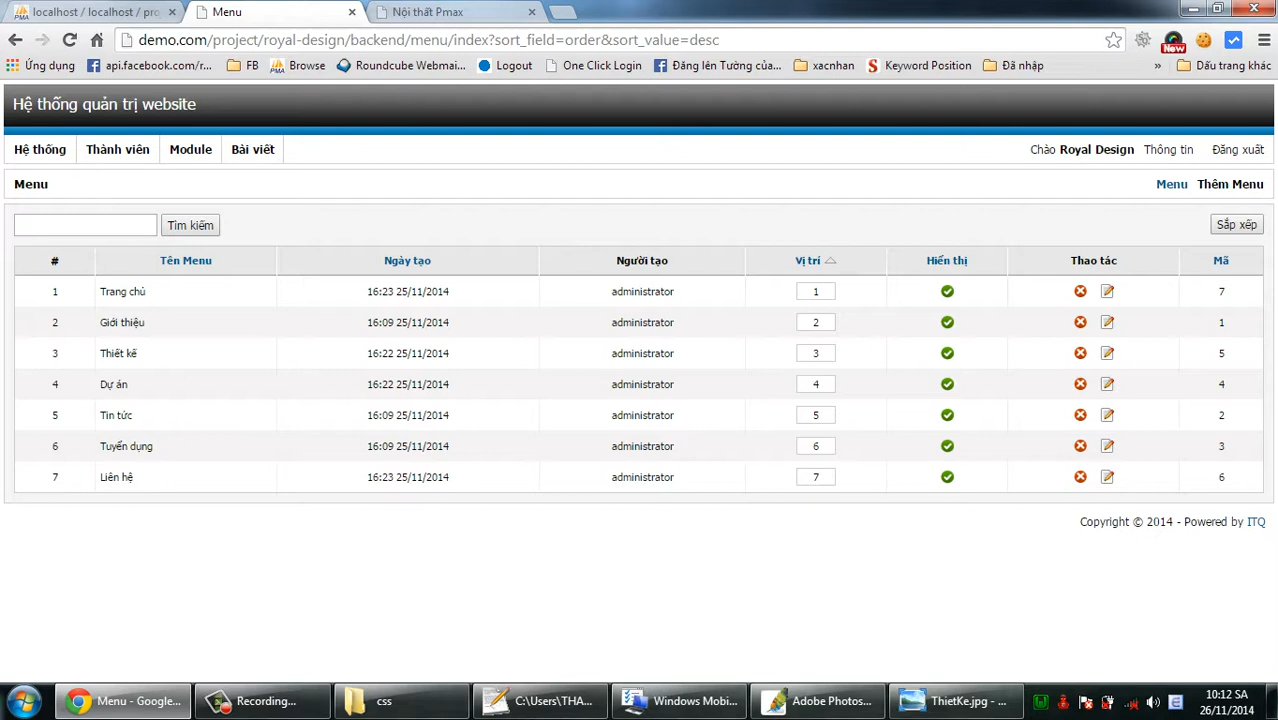 localhost / localhost / pro
Menu
Nội thất Pmax
demo.com/project/royal-design/backend/menu/index?sort_field=order&sort_value=desc
Ứng dụng
api.facebook.com/r...
FB
Browse
Roundcube Webmai...
Logout
One Click Login
Đăng lên Tường của...
xacnhan
Keyword Position
Đã nhập
»
Dấu trang khác
New
Hệ thống quản trị website
Hệ thống Thành viên Module Bài viết Chào Royal Design Thông tin Đăng xuất
Menu Menu Thêm Menu
Tìm kiếm Sắp xếp
# Tên Menu Ngày tạo Người tạo Vị trí Hiển thị Thao tác Mã
1 Trang chủ 16:23 25/11/2014 administrator 1 7
2 Giới thiệu 16:09 25/11/2014 administrator 2 1
3 Thiết kế 16:22 25/11/2014 administrator 3 5
4 Dự án 16:22 25/11/2014 administrator 4 4
5 Tin tức 16:09 25/11/2014 administrator 5 2
6 Tuyển dụng 16:09 25/11/2014 administrator 6 3
7 Liên hệ 16:23 25/11/2014 administrator 7 6
Copyright © 2014 - Powered by ITQ
Menu - Google...
Recording...
css
C:\Users\THA...
Windows Mobi...
Adobe Photos...
ThietKe.jpg - ...
10:12 SA
26/11/2014